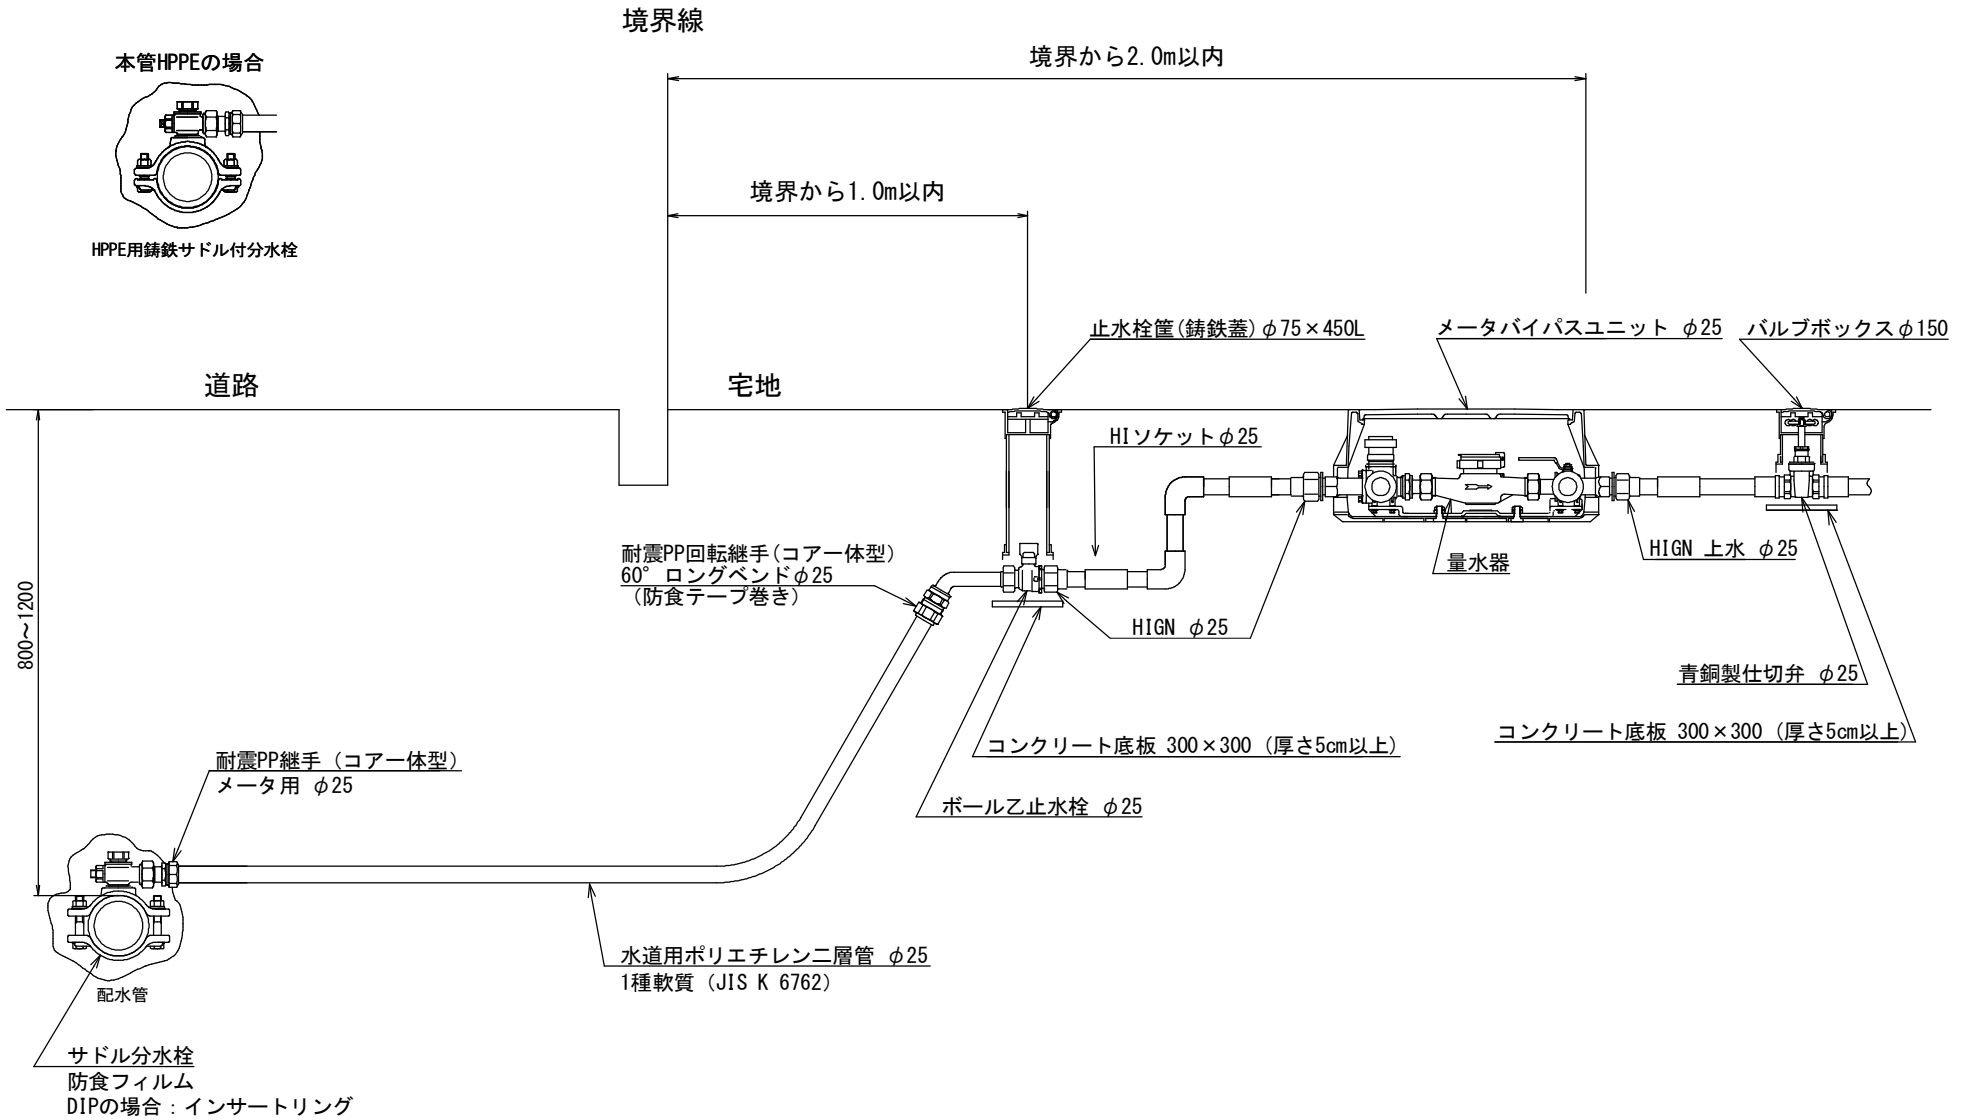 境界線
境界から2.0m以内
本管HPPEの場合
境界から1.0m以内
HPPE用鋳鉄サドル付分水栓
止水栓筐(鋳鉄蓋)φ75×450L
メータバイパスユニット φ25
バルブボックスφ150
道路
宅地
HIソケットφ25
耐震PP回転継手(コア一体型)
60° ロングベンドφ25
(防食テープ巻き)
量水器
HIGN 上水 φ25
HIGN φ25
800~1200
青銅製仕切弁 φ25
コンクリート底板 300×300 (厚さ5cm以上)
コンクリート底板 300×300 (厚さ5cm以上)
耐震PP継手 (コア一体型)
メータ用 φ25
ボール乙止水栓 φ25
水道用ポリエチレン二層管 φ25
1種軟質 (JIS K 6762)
配水管
サドル分水栓
防食フィルム
DIPの場合:インサートリング